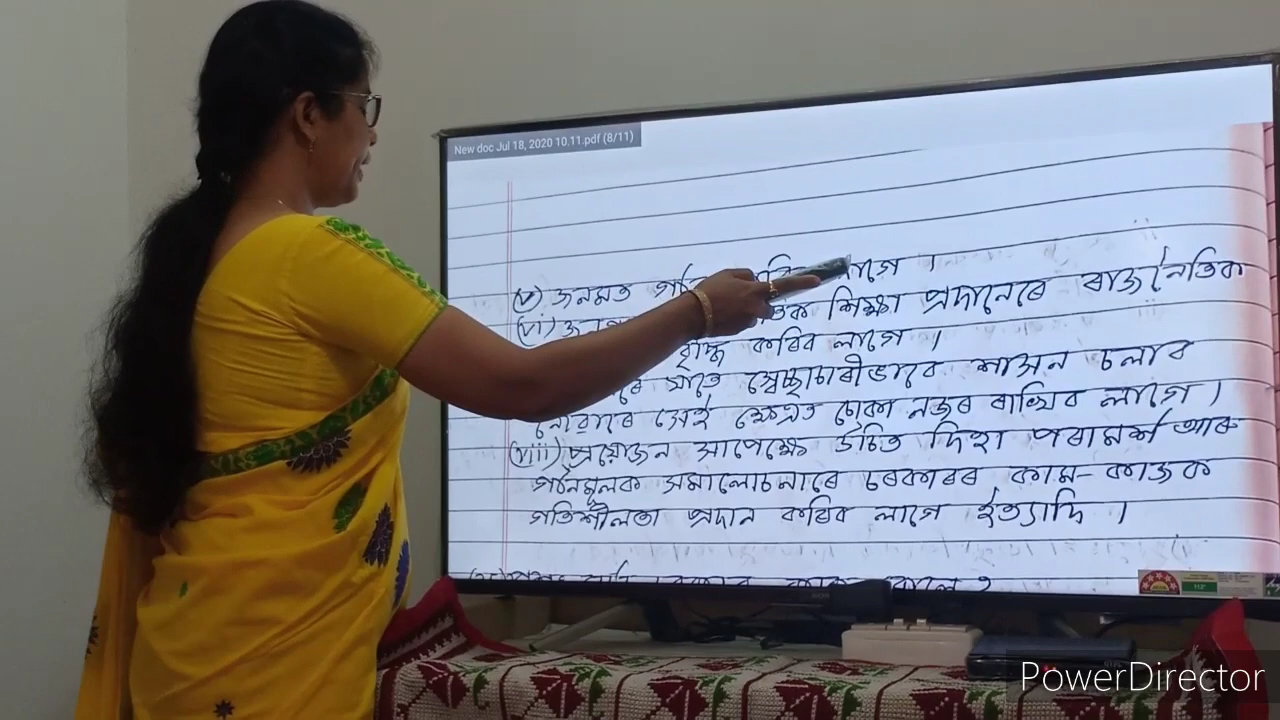 New doc Jul 18, 2020 10.11.pdf (8/11)
(v) জনমত লাগে ।
(vi) শিক্ষা প্ৰদানেৰে ৰাজনৈতিক
কৰিব লাগে ।
যাতে স্বেচ্ছাচাৰীভাবে শাসন চলাব
নোৱাৰে সেই ক্ষেত্ৰত চোকা নজৰ ৰাখিব লাগে ।
(viii) প্ৰয়োজন সাপেক্ষে উচিত দিহা পৰামৰ্শ আৰু
গঠনমূলক সমালোচনাৰে চৰকাৰৰ কাম-কাজক
গতিশীলতা প্ৰদান কৰিব লাগে ইত্যাদি ।
PowerDirector